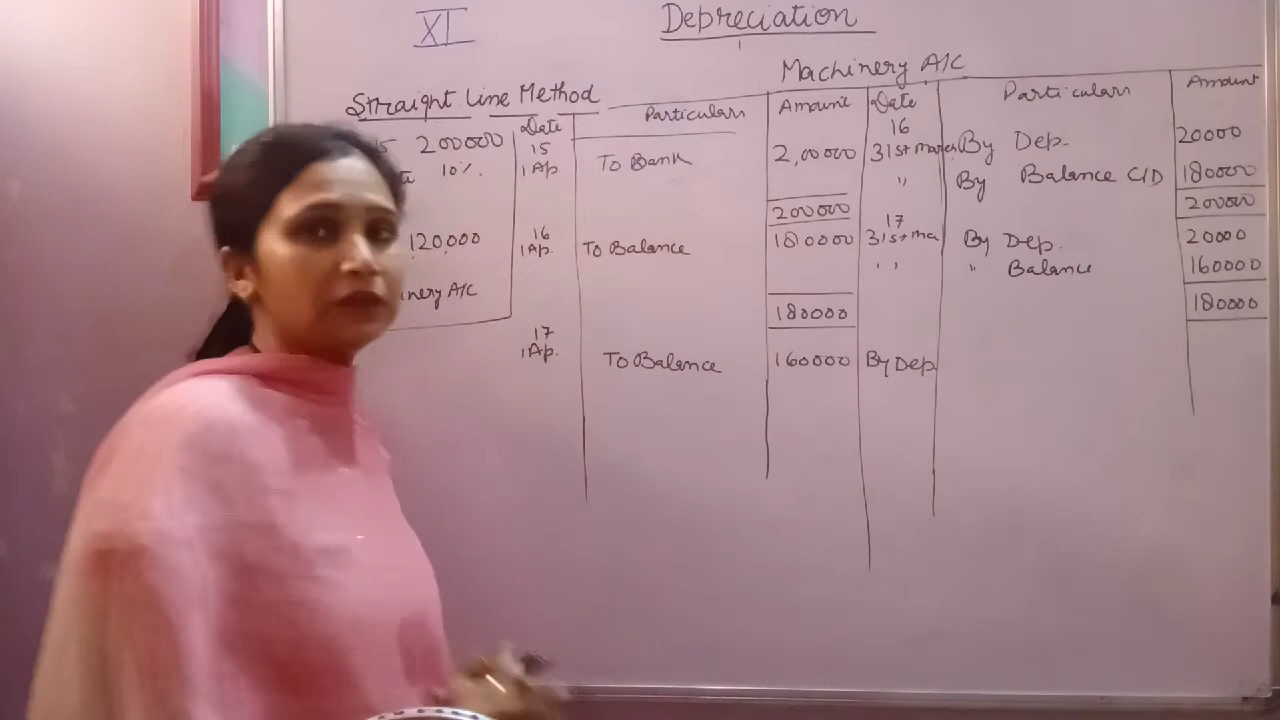 XI
Depreciation
Machinery A/C
Straight Line Method
15 200000
10%.
120,000
inery A/C
Date Particulars Amount Date Particulars Amount
15 1 Ap. To Bank 2,00000 16 31st march By Dep. 20000
" By Balance C/D 180000
200000 200000
16 1 Ap. To Balance 180000 17 31st Mar By Dep. 20000
" " Balance 160000
180000 180000
17 1 Ap. To Balance 160000 By Dep